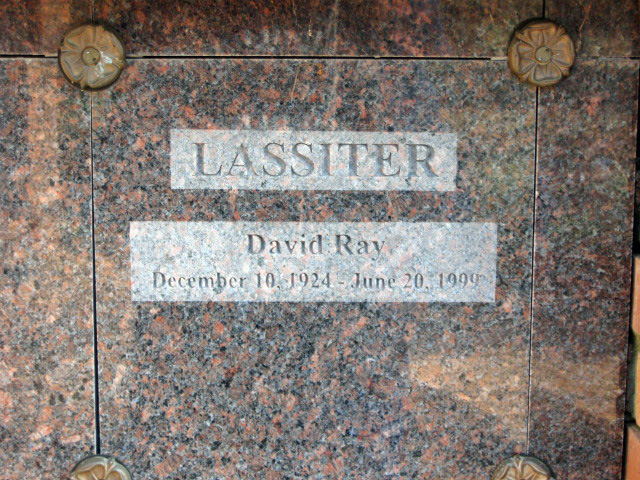 LASSITER
David Ray
December 10, 1924 - June 20, 1999